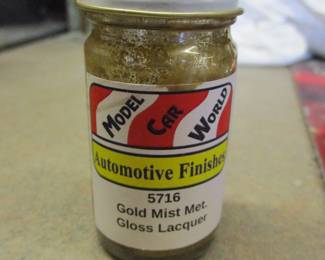 MODEL
CAR
WORLD
Automotive Finishes
5716
Gold Mist Met.
Gloss Lacquer